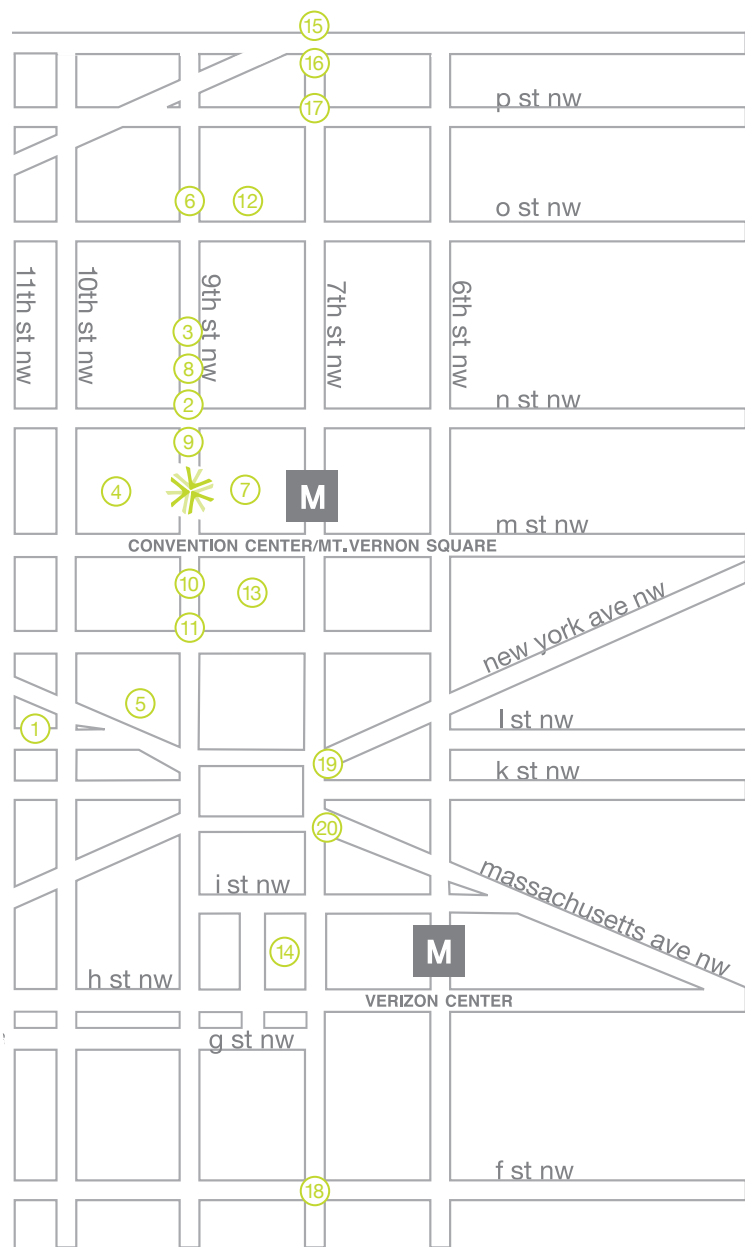 15
16
17
p st nw
6
12
o st nw
11th st nw
10th st nw
9th st nw
7th st nw
6th st nw
3
8
2
n st nw
9
4
7
M
m st nw
CONVENTION CENTER/MT.VERNON SQUARE
10
13
11
new york ave nw
5
1
l st nw
19
k st nw
20
i st nw
massachusetts ave nw
14
M
h st nw
VERIZON CENTER
g st nw
f st nw
18